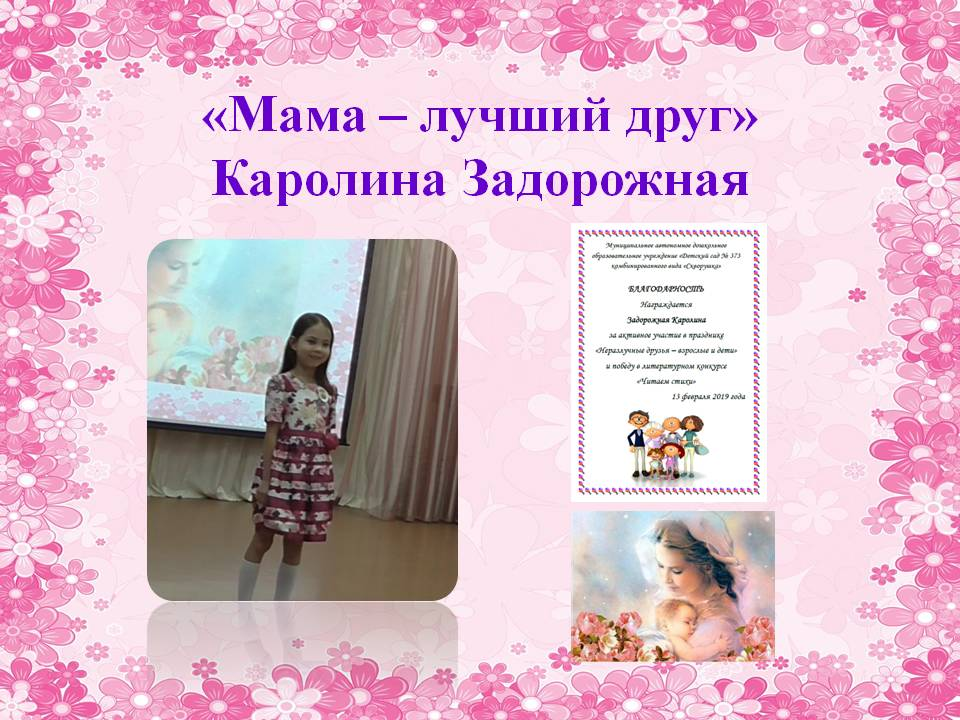 «Мама – лучший друг»
Каролина Задорожная
Муниципальное автономное дошкольное
образовательное учреждение «Детский сад № 373
комбинированного вида «Скворушка»
БЛАГОДАРНОСТЬ
Награждается
Задорожная Каролина
за активное участие в празднике
«Неразлучные друзья – взрослые и дети»
и победу в литературном конкурсе
«Читаем стихи»
13 февраля 2019 года